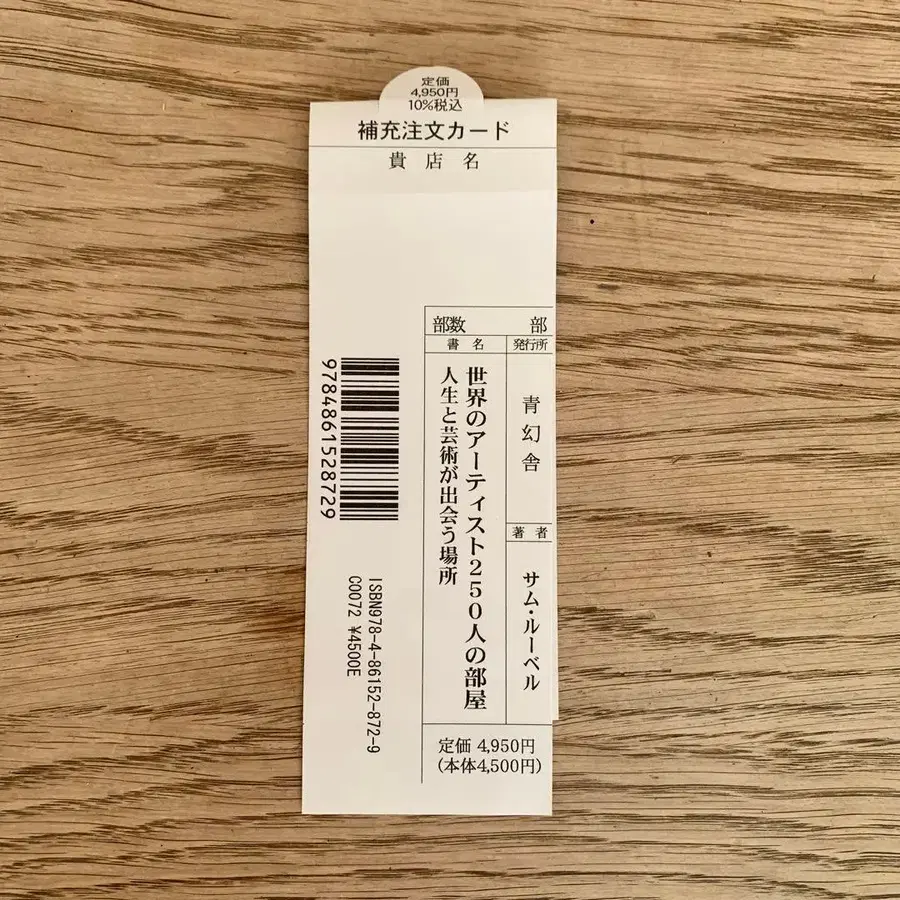 定価
4,950円
10%税込
補充注文カード
貴店名
部数 部
書名
発行所
青幻舎
著者
サム・ルーベル
世界のアーティスト250人の部屋
人生と芸術が出会う場所
定価 4,950円
(本体4,500円)
9784861528729
ISBN978-4-86152-872-9
C0072 ¥4500E